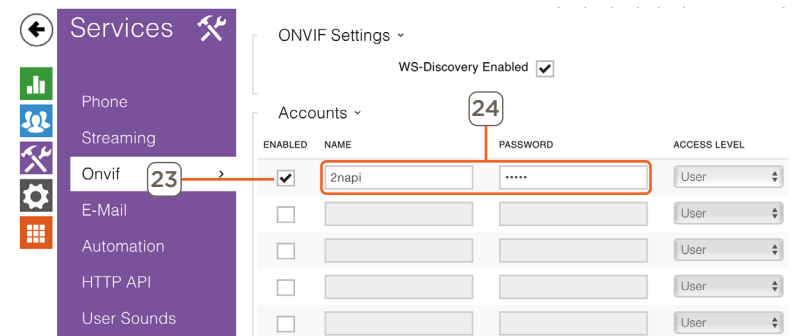 Services
ONVIF Settings
WS-Discovery Enabled
Phone
Accounts
24
Streaming
ENABLED NAME PASSWORD ACCESS LEVEL
Onvif
23
2napi ••••• User
E-Mail
User
Automation
User
HTTP API
User
User Sounds
User